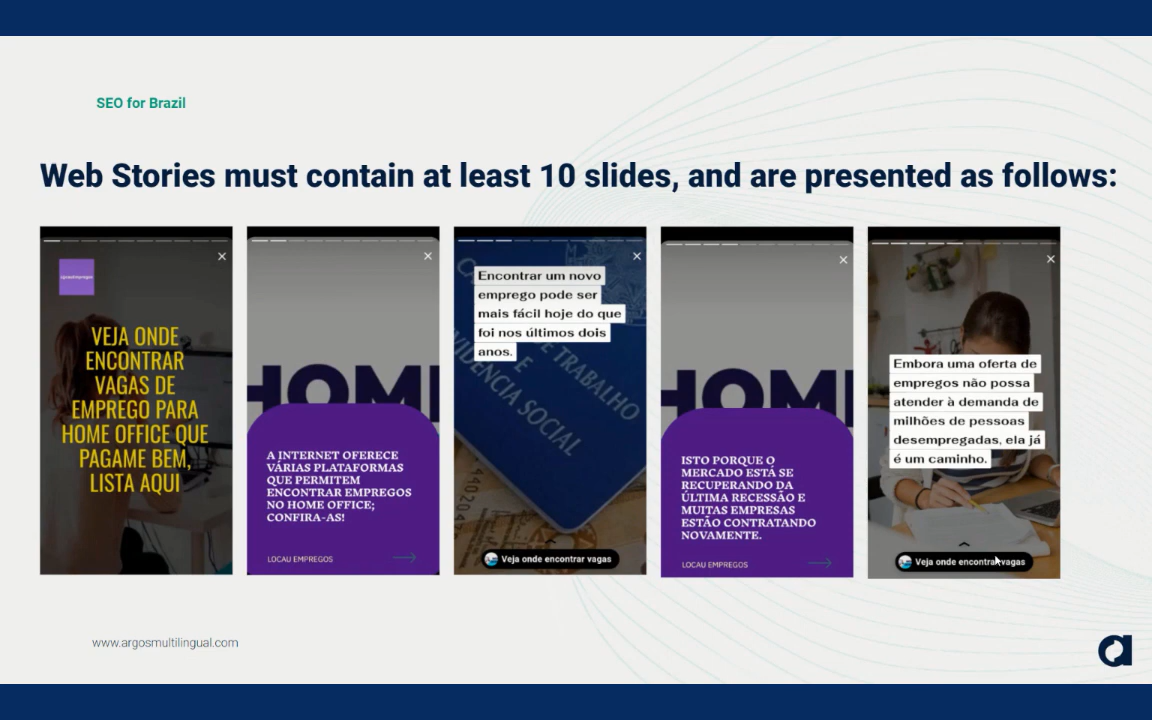 SEO for Brazil
Web Stories must contain at least 10 slides, and are presented as follows:
VEJA ONDE
ENCONTRAR
VAGAS DE
EMPREGO PARA
HOME OFFICE QUE
PAGAME BEM,
LISTA AQUI
HOME
A INTERNET OFERECE
VÁRIAS PLATAFORMAS
QUE PERMITEM
ENCONTRAR EMPREGOS
NO HOME OFFICE;
CONFIRA-AS!
LOCAU EMPREGOS
Encontrar um novo
emprego pode ser
mais fácil hoje do que
foi nos últimos dois
anos.
DE TRABALHO
E
SOCIAL
Veja onde encontrar vagas
HOME
ISTO PORQUE O
MERCADO ESTÁ SE
RECUPERANDO DA
ÚLTIMA RECESSÃO E
MUITAS EMPRESAS
ESTÃO CONTRATANDO
NOVAMENTE.
LOCAU EMPREGOS
Embora uma oferta de
empregos não possa
atender à demanda de
milhões de pessoas
desempregadas, ela já
é um caminho.
Veja onde encontrar vagas
www.argosmultilingual.com